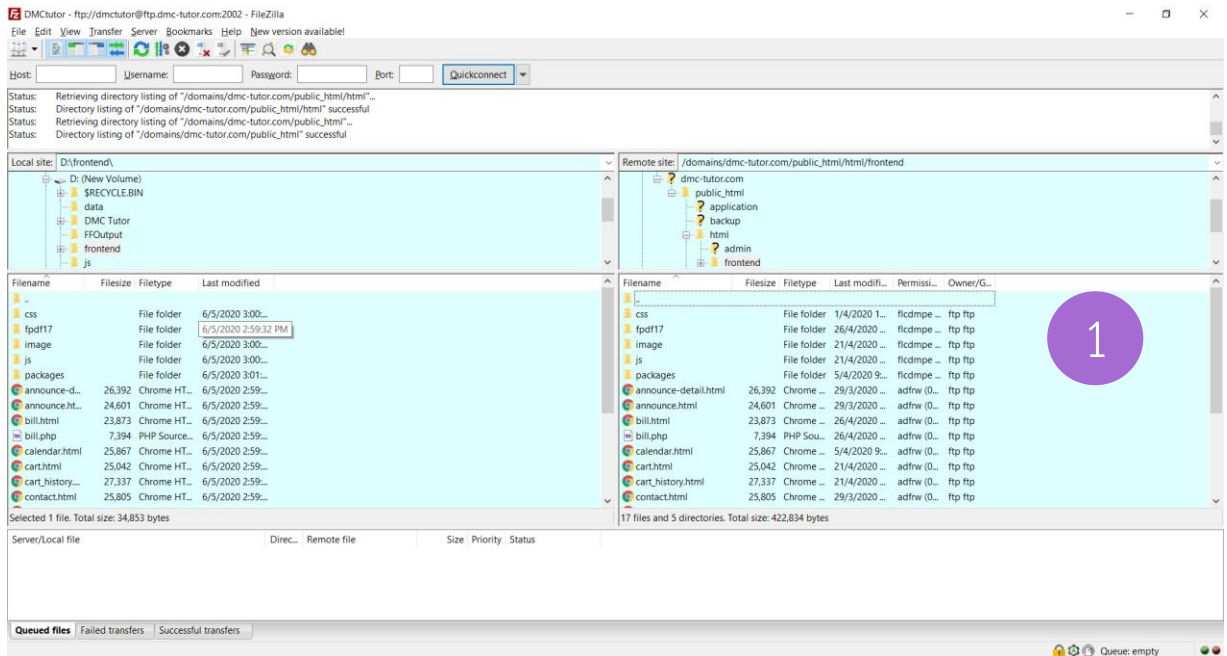 DMCtutor - ftp://dmctutor@ftp.dmc-tutor.com:2002 - FileZilla
File Edit View Transfer Server Bookmarks Help New version available!
Host: Username: Password: Port: Quickconnect
Status: Retrieving directory listing of "/domains/dmc-tutor.com/public_html/html"...
Status: Directory listing of "/domains/dmc-tutor.com/public_html/html" successful
Status: Retrieving directory listing of "/domains/dmc-tutor.com/public_html"...
Status: Directory listing of "/domains/dmc-tutor.com/public_html" successful
Local site: D:\frontend\
D: (New Volume)
$RECYCLE.BIN
data
DMC Tutor
FFOutput
frontend
js
Filename Filesize Filetype Last modified
..
css File folder 6/5/2020 3:00:...
fpdf17 File folder 6/5/2020 2:59:32 PM
image File folder 6/5/2020 3:00:...
js File folder 6/5/2020 3:00:...
packages File folder 6/5/2020 3:01:...
announce-d... 26,392 Chrome HT... 6/5/2020 2:59:...
announce.ht... 24,601 Chrome HT... 6/5/2020 2:59:...
bill.html 23,873 Chrome HT... 6/5/2020 2:59:...
bill.php 7,394 PHP Source... 6/5/2020 2:59:...
calendar.html 25,867 Chrome HT... 6/5/2020 2:59:...
cart.html 25,042 Chrome HT... 6/5/2020 2:59:...
cart_history.... 27,337 Chrome HT... 6/5/2020 2:59:...
contact.html 25,805 Chrome HT... 6/5/2020 2:59:...
Selected 1 file. Total size: 34,853 bytes
Remote site: /domains/dmc-tutor.com/public_html/html/frontend
dmc-tutor.com
public_html
application
backup
html
admin
frontend
Filename Filesize Filetype Last modifi... Permissi... Owner/G...
..
css File folder 1/4/2020 1... flcdmpe ... ftp ftp
fpdf17 File folder 26/4/2020 ... flcdmpe ... ftp ftp
image File folder 21/4/2020 ... flcdmpe ... ftp ftp
js File folder 21/4/2020 ... flcdmpe ... ftp ftp
packages File folder 5/4/2020 9:... flcdmpe ... ftp ftp
announce-detail.html 26,392 Chrome ... 29/3/2020 ... adfrw (0... ftp ftp
announce.html 24,601 Chrome ... 29/3/2020 ... adfrw (0... ftp ftp
bill.html 23,873 Chrome ... 26/4/2020 ... adfrw (0... ftp ftp
bill.php 7,394 PHP Sou... 26/4/2020 ... adfrw (0... ftp ftp
calendar.html 25,867 Chrome ... 5/4/2020 9:... adfrw (0... ftp ftp
cart.html 25,042 Chrome ... 21/4/2020 ... adfrw (0... ftp ftp
cart_history.html 27,337 Chrome ... 21/4/2020 ... adfrw (0... ftp ftp
contact.html 25,805 Chrome ... 29/3/2020 ... adfrw (0... ftp ftp
17 files and 5 directories. Total size: 422,834 bytes
1
Server/Local file Direc... Remote file Size Priority Status
Queued files Failed transfers Successful transfers
Queue: empty